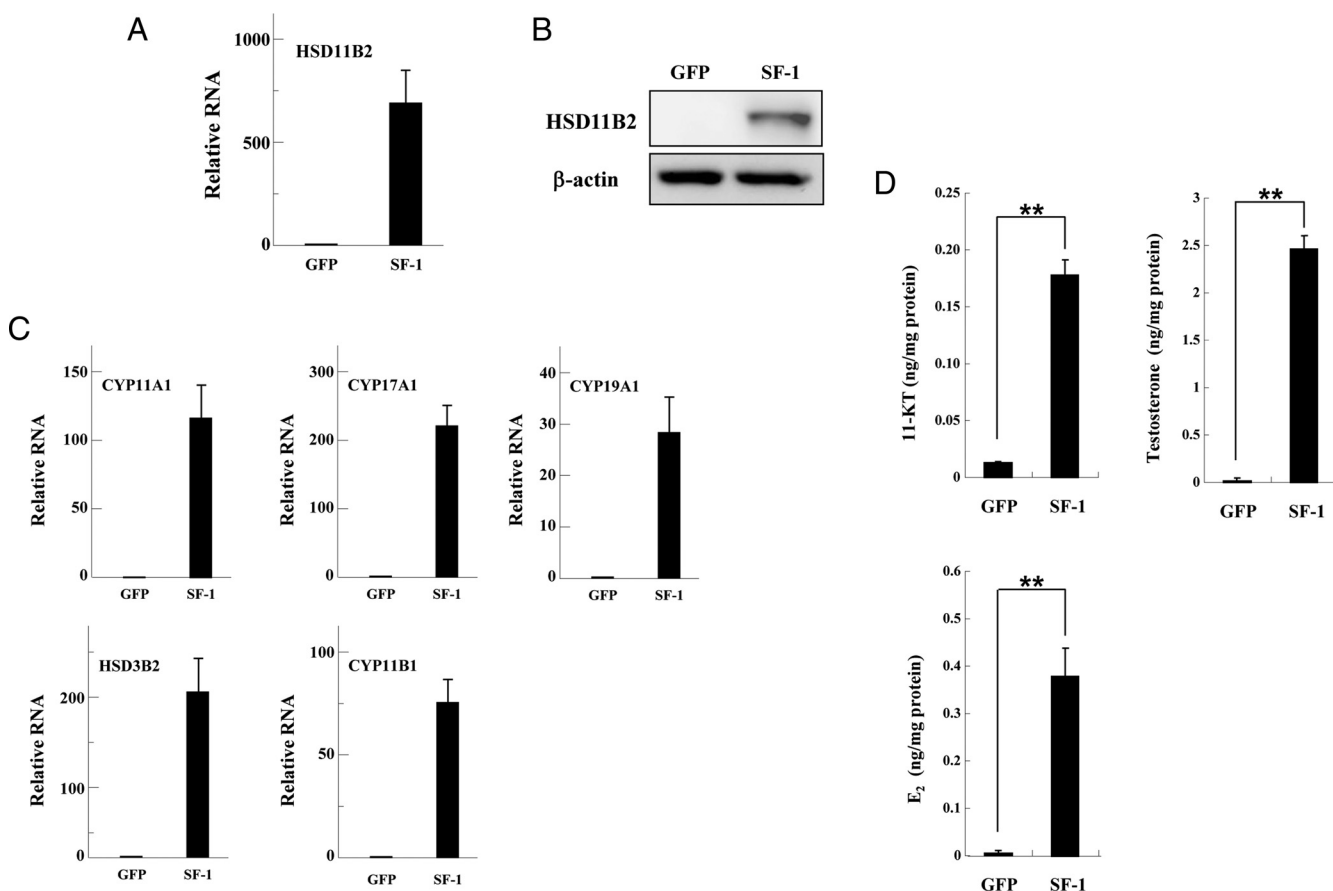 A
HSD11B2
Relative RNA
1000
500
0
GFP SF-1
B
GFP SF-1
HSD11B2
β-actin
C
CYP11A1
Relative RNA
150
100
50
0
GFP SF-1
CYP17A1
Relative RNA
300
200
100
0
GFP SF-1
CYP19A1
Relative RNA
40
30
20
10
0
GFP SF-1
HSD3B2
Relative RNA
200
100
0
GFP SF-1
CYP11B1
Relative RNA
100
50
0
GFP SF-1
D
11-KT (ng/mg protein)
0.25
0.20
0.15
0.10
0.05
0
**
GFP SF-1
Testosterone (ng/mg protein)
3
2.5
2
1.5
1
0.5
0
**
GFP SF-1
E₂ (ng/mg protein)
0.6
0.5
0.4
0.3
0.2
0.1
0
**
GFP SF-1